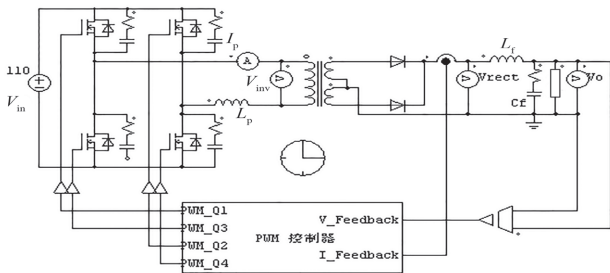 I_p
L_f
A
110
V_in
V_inv
Vrect
Vo
L_p
Cf
PWM_Q1
PWM_Q3
PWM_Q2
PWM_Q4
PWM 控制器
V_Feedback
I_Feedback